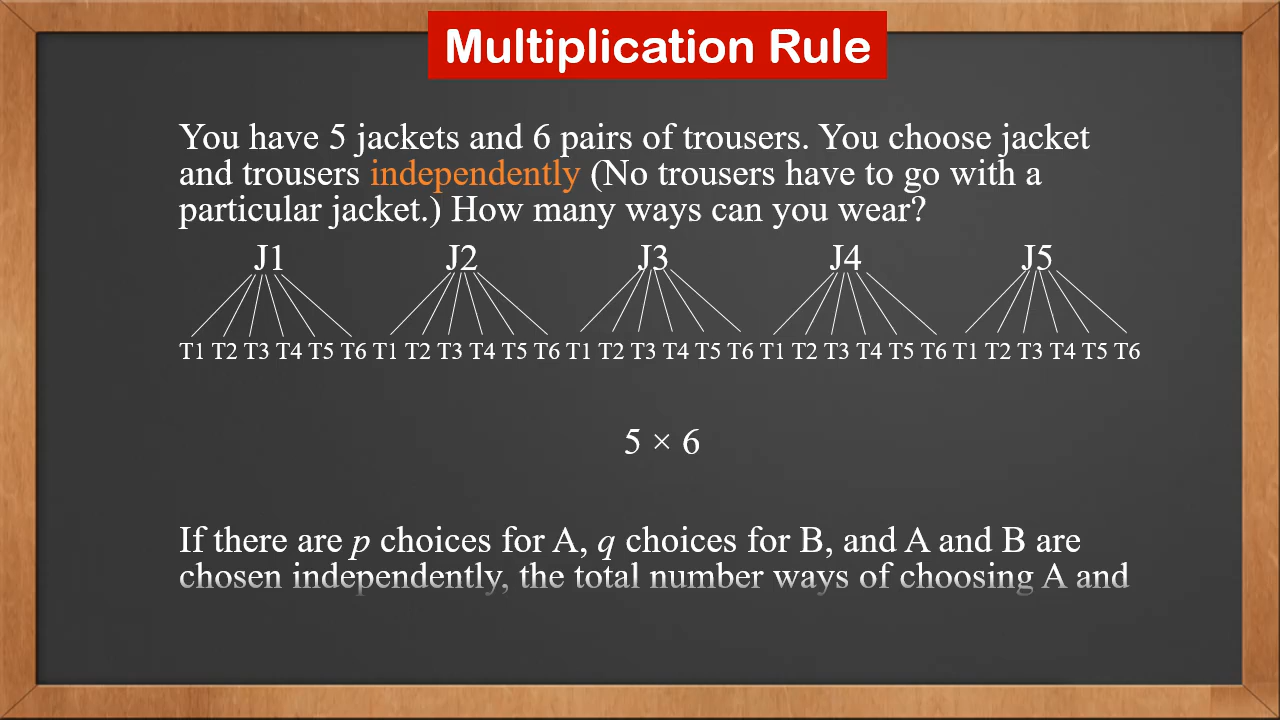 Multiplication Rule
You have 5 jackets and 6 pairs of trousers. You choose jacket
and trousers independently (No trousers have to go with a
particular jacket.) How many ways can you wear?
J1 J2 J3 J4 J5
T1 T2 T3 T4 T5 T6 T1 T2 T3 T4 T5 T6 T1 T2 T3 T4 T5 T6 T1 T2 T3 T4 T5 T6 T1 T2 T3 T4 T5 T6
5 × 6
If there are p choices for A, q choices for B, and A and B are
chosen independently, the total number ways of choosing A and